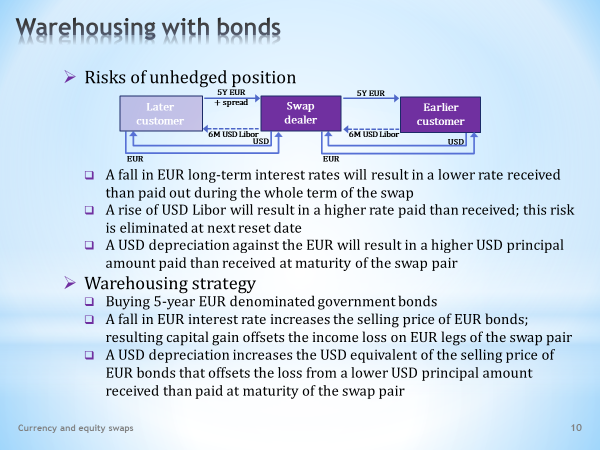 Warehousing with bonds
Risks of unhedged position
5Y EUR
+ spread
5Y EUR
Later
customer
Swap
dealer
Earlier
customer
6M USD Libor
USD
6M USD Libor
USD
EUR
EUR
A fall in EUR long-term interest rates will result in a lower rate received
than paid out during the whole term of the swap
A rise of USD Libor will result in a higher rate paid than received; this risk
is eliminated at next reset date
A USD depreciation against the EUR will result in a higher USD principal
amount paid than received at maturity of the swap pair
Warehousing strategy
Buying 5-year EUR denominated government bonds
A fall in EUR interest rate increases the selling price of EUR bonds;
resulting capital gain offsets the income loss on EUR legs of the swap pair
A USD depreciation increases the USD equivalent of the selling price of
EUR bonds that offsets the loss from a lower USD principal amount
received than paid at maturity of the swap pair
Currency and equity swaps
10